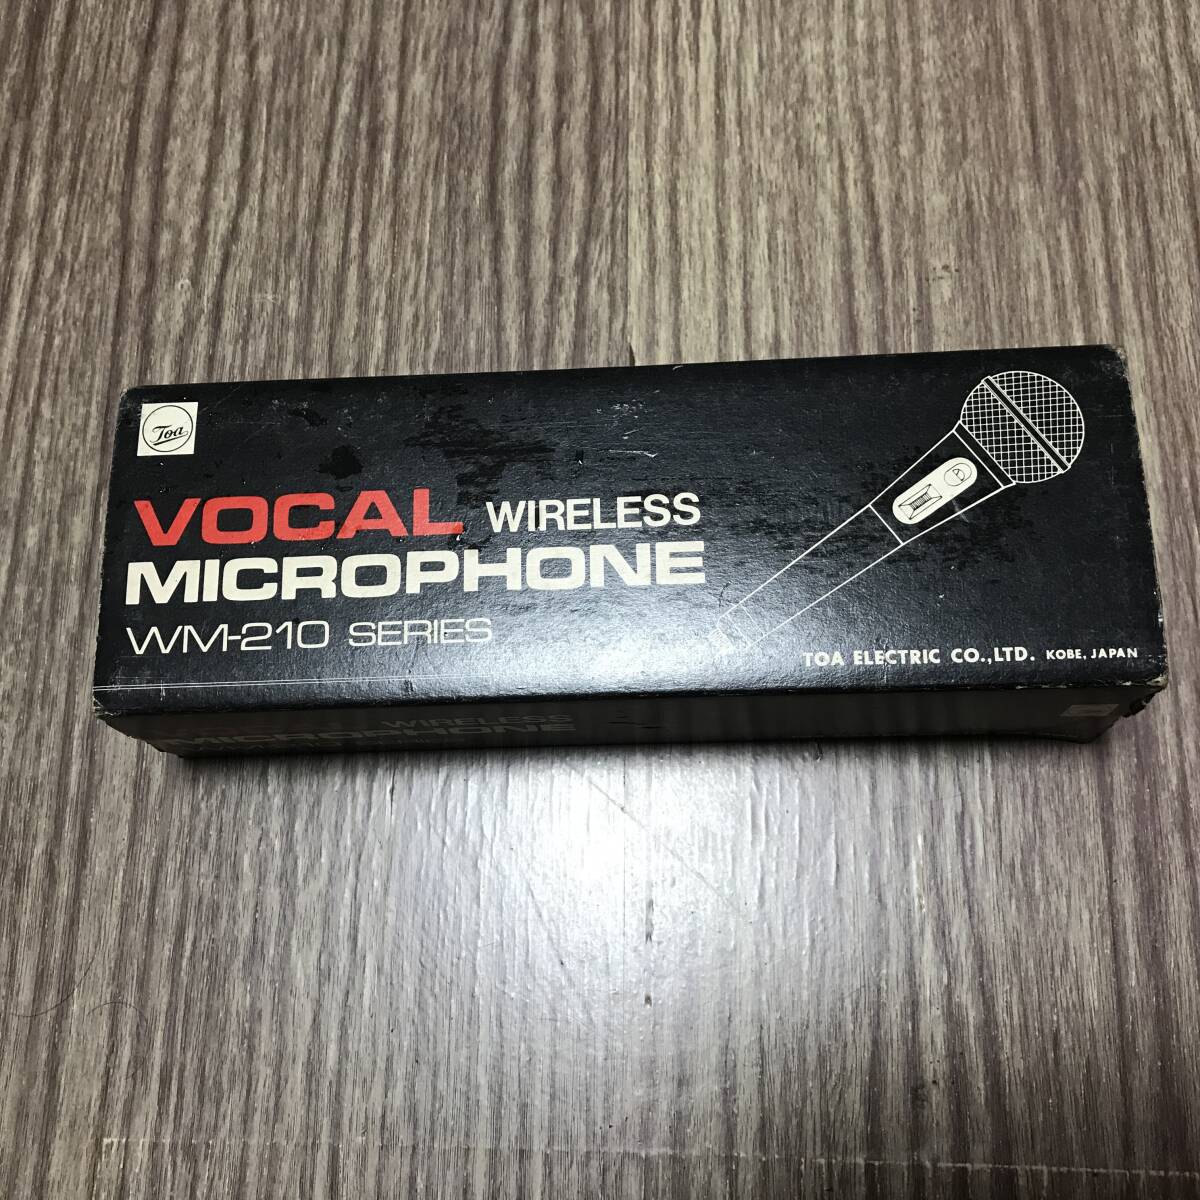 Toa
VOCAL WIRELESS
MICROPHONE
WM-210 SERIES
TOA ELECTRIC CO.,LTD. KOBE, JAPAN
WIRELESS
MICROPHONE